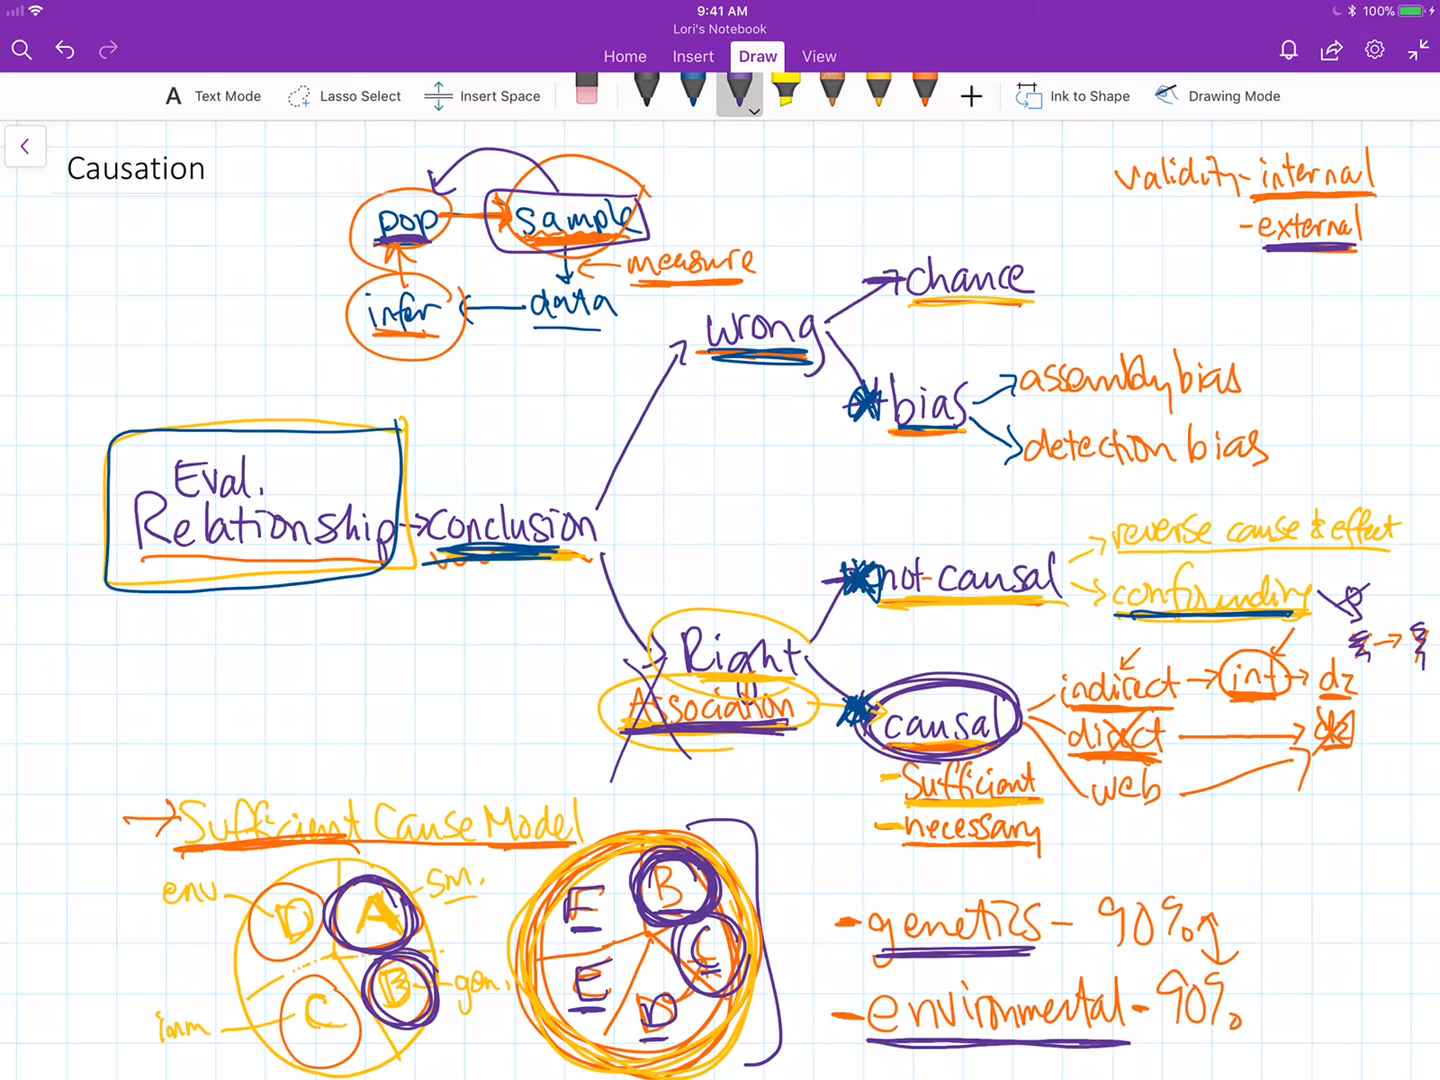 9:41 AM
100%
Lori's Notebook
Home Insert Draw View
Text Mode
Lasso Select
Insert Space
Ink to Shape
Drawing Mode
Causation
pop
sample
measure
infer
data
validity - internal
- external
wrong
chance
bias
assembly bias
detection bias
Eval.
Relationship
conclusion
Right
Association
not causal
reverse cause & effect
confounding
causal
indirect
int
dz
direct
dz
web
- Sufficient
- necessary
Sufficient Cause Model
env
D
A
sm.
B
gen.
C
F
B
C
E
D
- genetics - 90%
- environmental - 90%